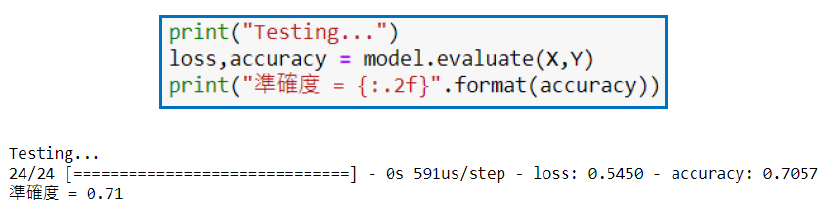 print("Testing...")
loss,accuracy = model.evaluate(X,Y)
print("準確度 = {:.2f}".format(accuracy))
Testing...
24/24 [==============================] - 0s 591us/step - loss: 0.5450 - accuracy: 0.7057
準確度 = 0.71